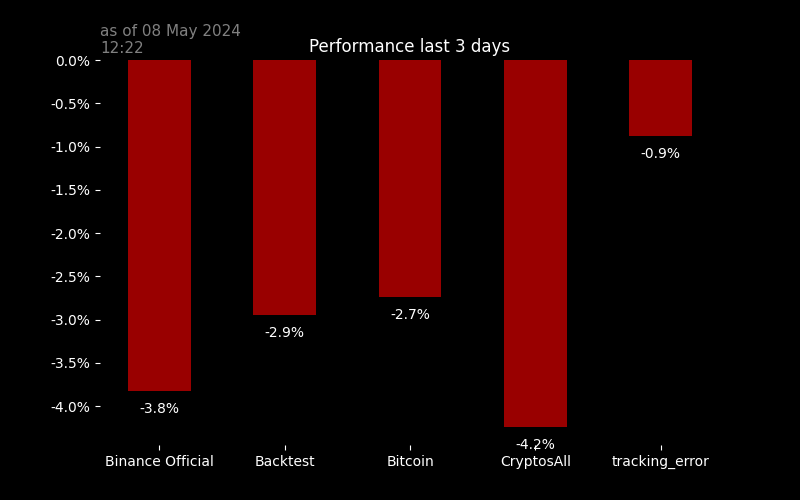 as of 08 May 2024
12:22
Performance last 3 days
0.0%
-0.5%
-1.0%
-1.5%
-2.0%
-2.5%
-3.0%
-3.5%
-4.0%
-3.8%
-2.9%
-2.7%
-4.2%
-0.9%
Binance Official
Backtest
Bitcoin
CryptosAll
tracking_error